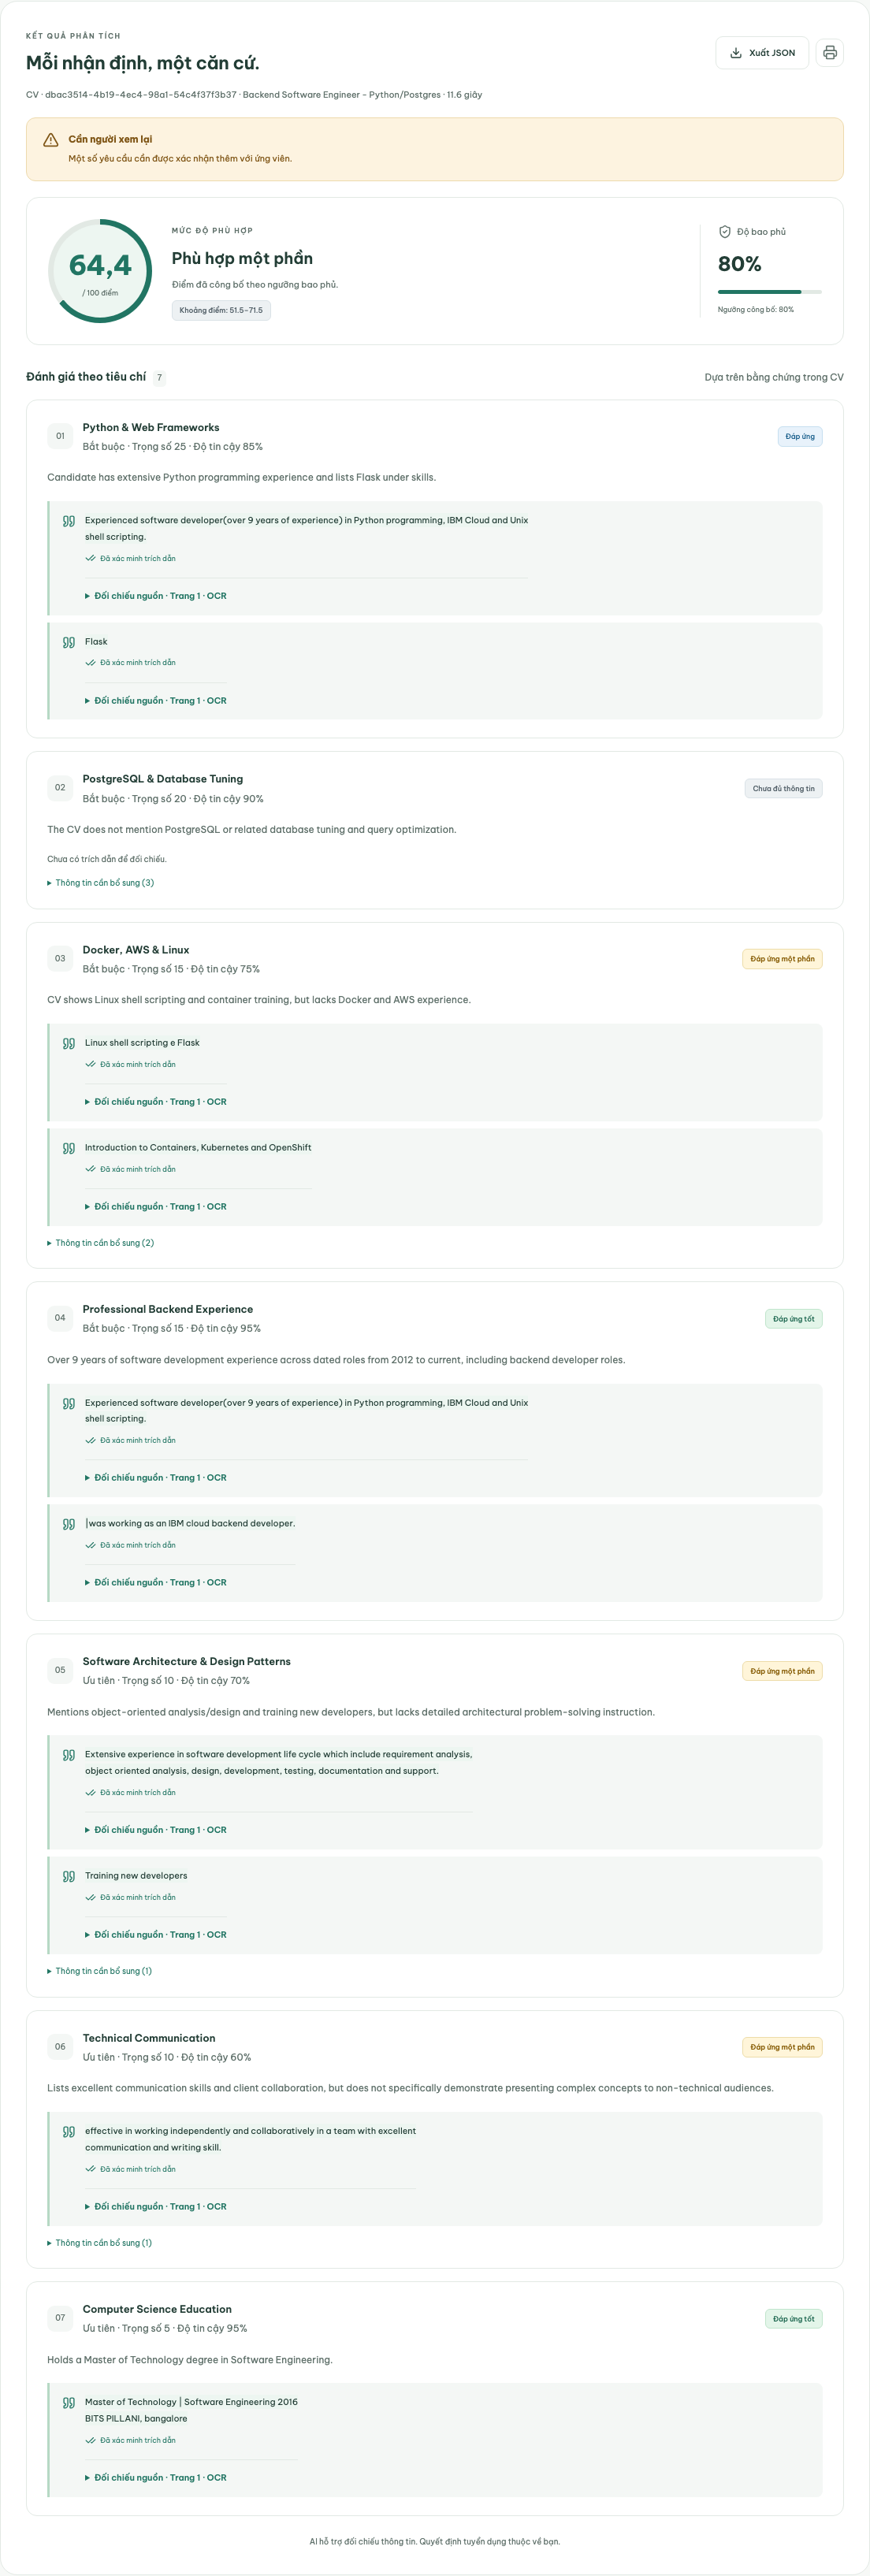 KẾT QUẢ PHÂN TÍCH
Mỗi nhận định, một căn cứ.
CV · dbac3514-4b19-4ec4-98a1-54c4f37f3b37 · Backend Software Engineer - Python/Postgres · 11.6 giây
Xuất JSON
Cần người xem lại
Một số yêu cầu cần được xác nhận thêm với ứng viên.
64,4
/ 100 điểm
MỨC ĐỘ PHÙ HỢP
Phù hợp một phần
Điểm đã công bố theo ngưỡng bao phủ.
Khoảng điểm: 51.5–71.5
Độ bao phủ
80%
Ngưỡng công bố: 80%
Đánh giá theo tiêu chí 7
Dựa trên bằng chứng trong CV
01
Python & Web Frameworks
Bắt buộc · Trọng số 25 · Độ tin cậy 85%
Đáp ứng
Candidate has extensive Python programming experience and lists Flask under skills.
Experienced software developer(over 9 years of experience) in Python programming, IBM Cloud and Unix
shell scripting.
Đã xác minh trích dẫn
Đối chiếu nguồn · Trang 1 · OCR
Flask
Đã xác minh trích dẫn
Đối chiếu nguồn · Trang 1 · OCR
02
PostgreSQL & Database Tuning
Bắt buộc · Trọng số 20 · Độ tin cậy 90%
Chưa đủ thông tin
The CV does not mention PostgreSQL or related database tuning and query optimization.
Chưa có trích dẫn để đối chiếu.
Thông tin cần bổ sung (3)
03
Docker, AWS & Linux
Bắt buộc · Trọng số 15 · Độ tin cậy 75%
Đáp ứng một phần
CV shows Linux shell scripting and container training, but lacks Docker and AWS experience.
Linux shell scripting e Flask
Đã xác minh trích dẫn
Đối chiếu nguồn · Trang 1 · OCR
Introduction to Containers, Kubernetes and OpenShift
Đã xác minh trích dẫn
Đối chiếu nguồn · Trang 1 · OCR
Thông tin cần bổ sung (2)
04
Professional Backend Experience
Bắt buộc · Trọng số 15 · Độ tin cậy 95%
Đáp ứng tốt
Over 9 years of software development experience across dated roles from 2012 to current, including backend developer roles.
Experienced software developer(over 9 years of experience) in Python programming, IBM Cloud and Unix
shell scripting.
Đã xác minh trích dẫn
Đối chiếu nguồn · Trang 1 · OCR
|was working as an IBM cloud backend developer.
Đã xác minh trích dẫn
Đối chiếu nguồn · Trang 1 · OCR
05
Software Architecture & Design Patterns
Ưu tiên · Trọng số 10 · Độ tin cậy 70%
Đáp ứng một phần
Mentions object-oriented analysis/design and training new developers, but lacks detailed architectural problem-solving instruction.
Extensive experience in software development life cycle which include requirement analysis,
object oriented analysis, design, development, testing, documentation and support.
Đã xác minh trích dẫn
Đối chiếu nguồn · Trang 1 · OCR
Training new developers
Đã xác minh trích dẫn
Đối chiếu nguồn · Trang 1 · OCR
Thông tin cần bổ sung (1)
06
Technical Communication
Ưu tiên · Trọng số 10 · Độ tin cậy 60%
Đáp ứng một phần
Lists excellent communication skills and client collaboration, but does not specifically demonstrate presenting complex concepts to non-technical audiences.
effective in working independently and collaboratively in a team with excellent
communication and writing skill.
Đã xác minh trích dẫn
Đối chiếu nguồn · Trang 1 · OCR
Thông tin cần bổ sung (1)
07
Computer Science Education
Ưu tiên · Trọng số 5 · Độ tin cậy 95%
Đáp ứng tốt
Holds a Master of Technology degree in Software Engineering.
Master of Technology | Software Engineering 2016
BITS PILLANI, bangalore
Đã xác minh trích dẫn
Đối chiếu nguồn · Trang 1 · OCR
AI hỗ trợ đối chiếu thông tin. Quyết định tuyển dụng thuộc về bạn.